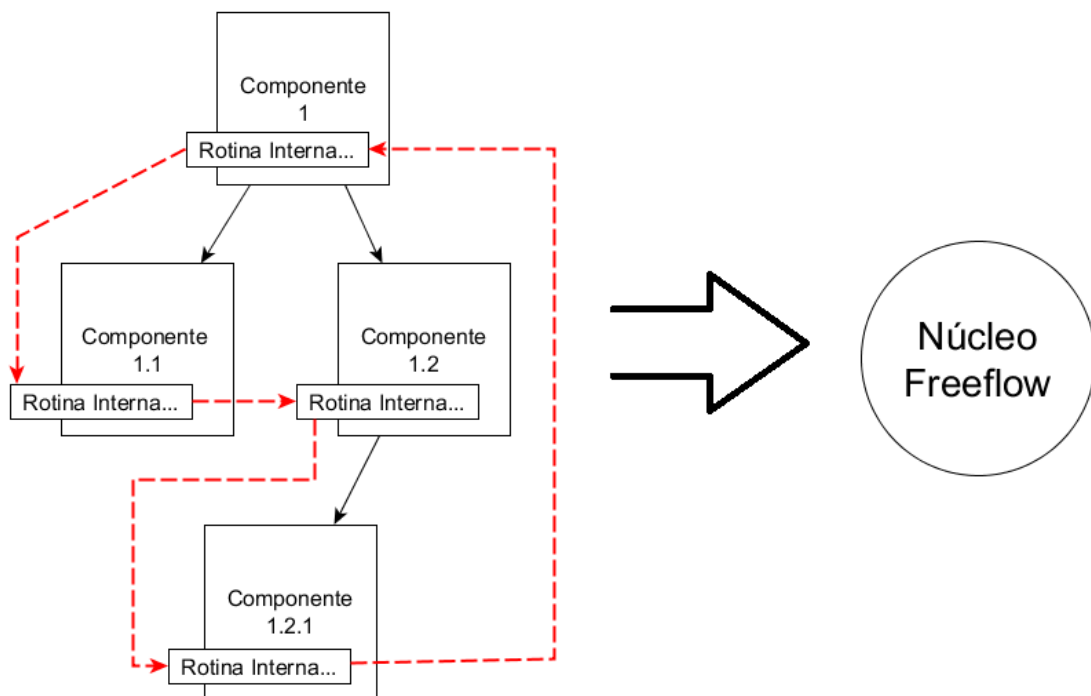 Componente
1
Rotina Interna...
Componente
1.1
Rotina Interna...
Componente
1.2
Rotina Interna...
Componente
1.2.1
Rotina Interna...
Núcleo
Freeflow